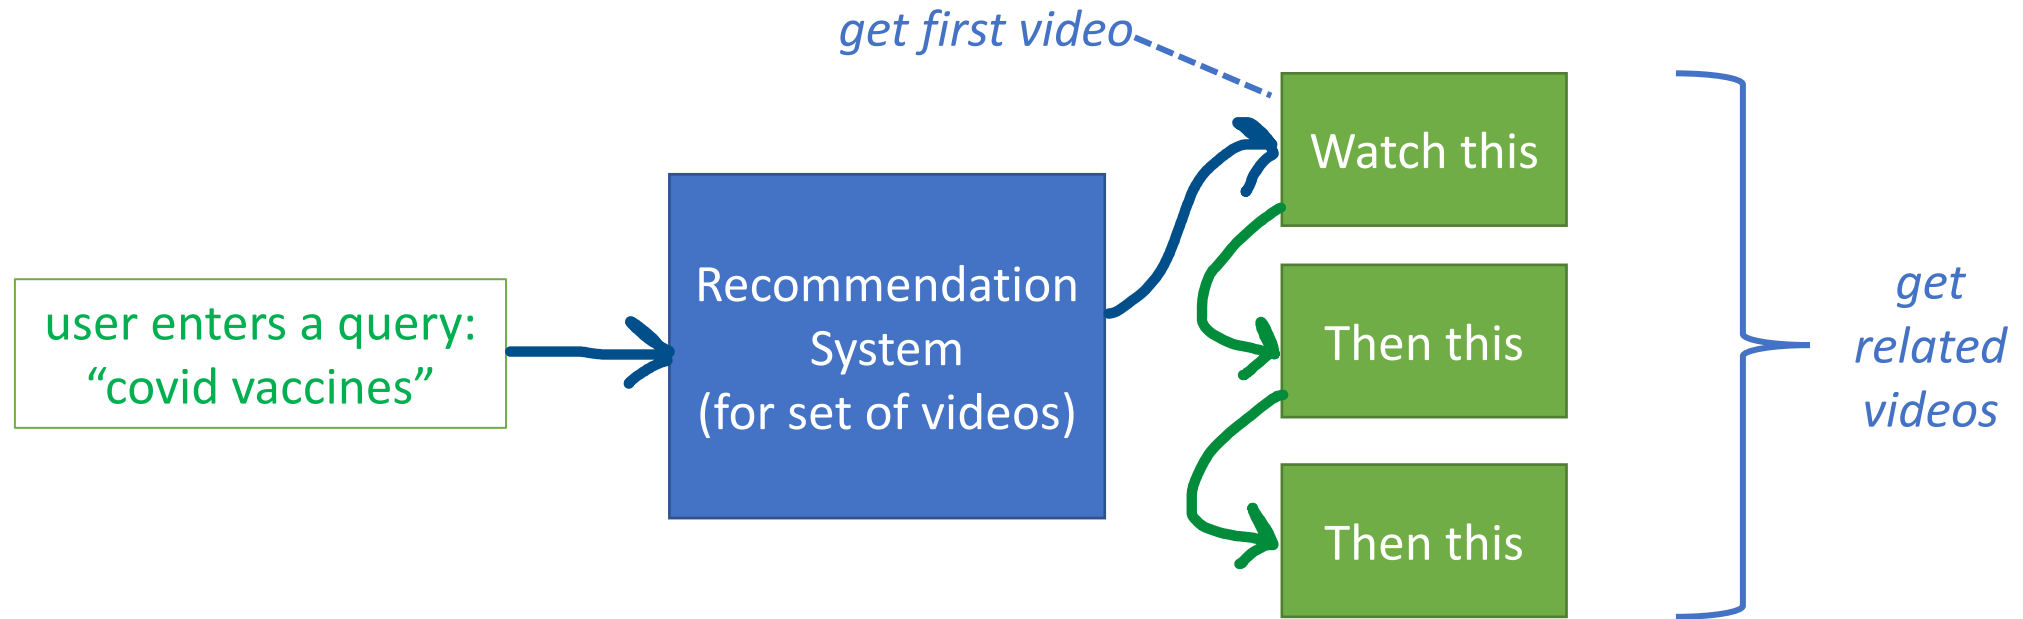 get first video
user enters a query:
“covid vaccines”
Recommendation
System
(for set of videos)
Watch this
Then this
Then this
get
related
videos